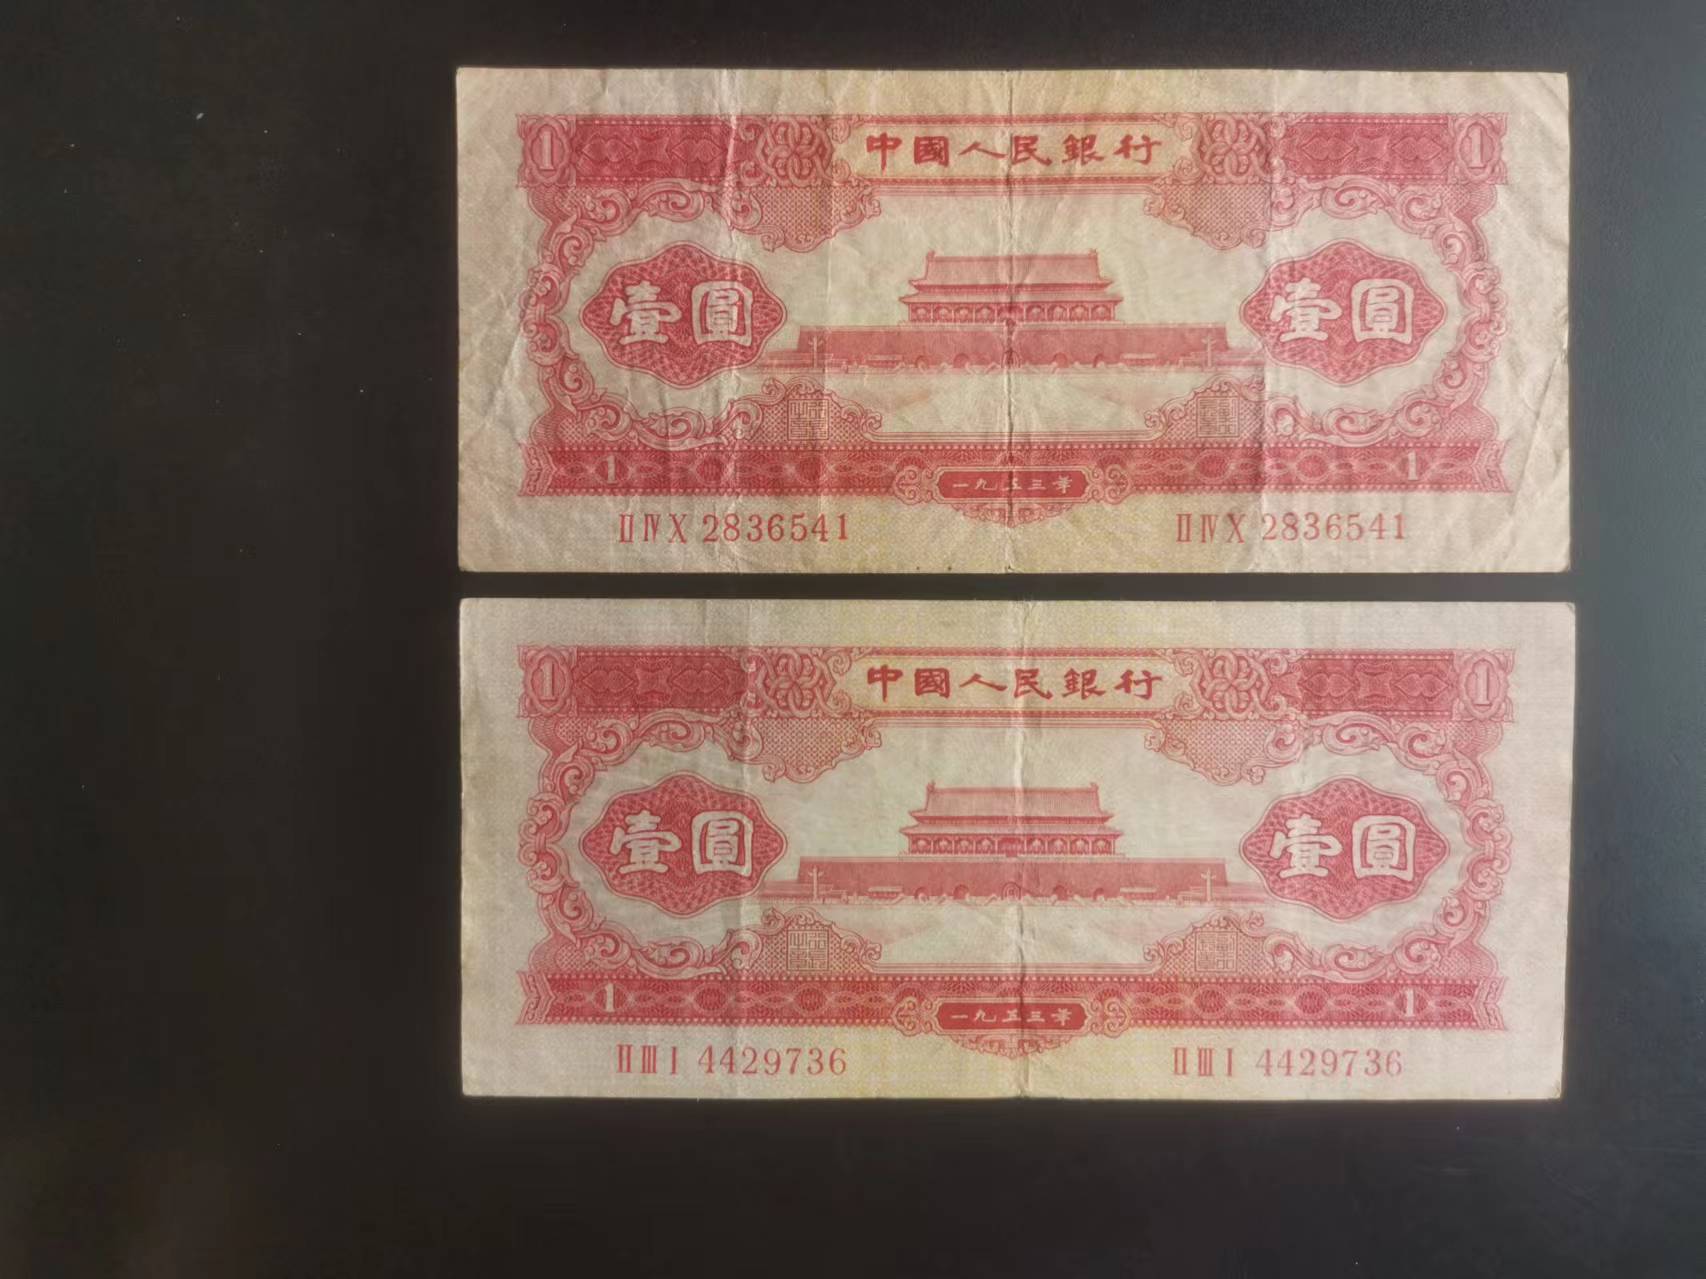 1 中國人民銀行 1
壹圓 壹圓
1 一九五三年 1
ⅡⅣⅩ 2836541 ⅡⅣⅩ 2836541
1 中國人民銀行 1
壹圓 壹圓
1 一九五三年 1
ⅡⅢⅠ 4429736 ⅡⅢⅠ 4429736